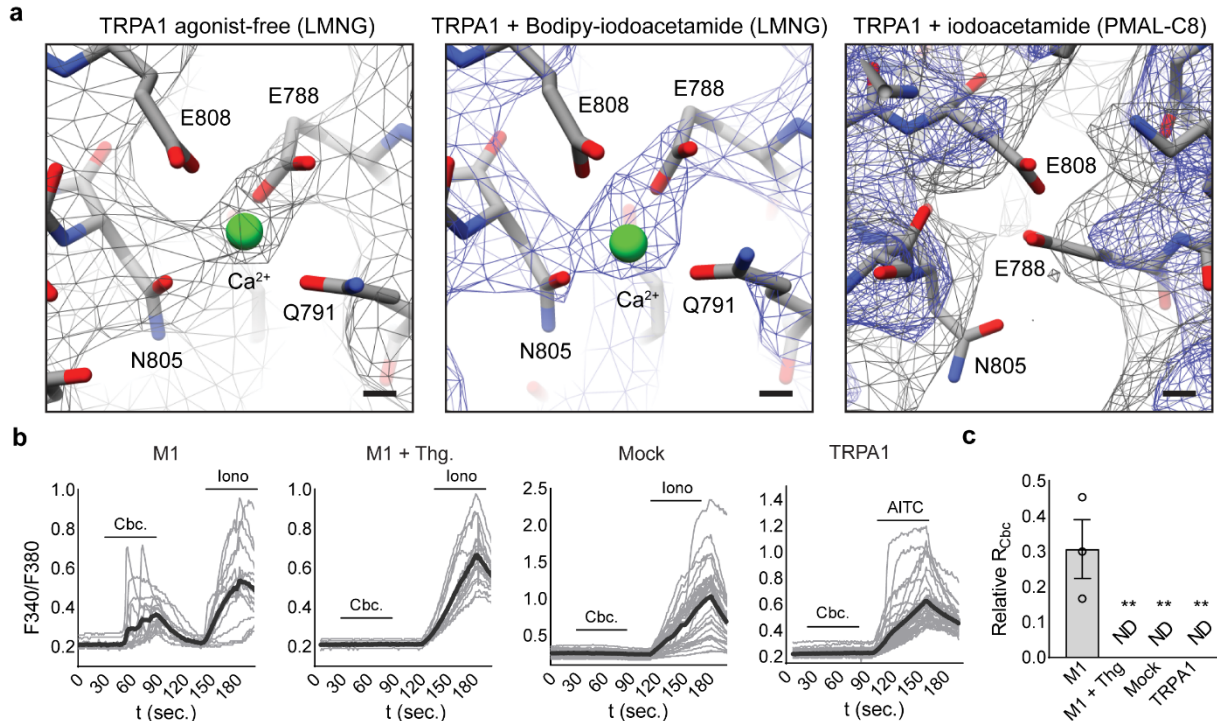 a
TRPA1 agonist-free (LMNG)
TRPA1 + Bodipy-iodoacetamide (LMNG)
TRPA1 + iodoacetamide (PMAL-C8)
E808
E788
Ca2+
Q791
N805
E808
E788
Ca2+
Q791
N805
E808
E788
N805
b
M1
Iono
Cbc.
F340/F380
1.0
0.8
0.6
0.4
0.2
0 30 60 90 120 150 180
t (sec.)
M1 + Thg.
Iono
Cbc.
1.0
0.8
0.6
0.4
0.2
0 30 60 90 120 150 180
t (sec.)
Mock
Iono
Cbc.
2.5
2.0
1.5
1.0
0.5
0 30 60 90 120 150 180
t (sec.)
TRPA1
AITC
Cbc.
1.4
1.2
1.0
0.8
0.6
0.4
0.2
0 30 60 90 120 150 180
t (sec.)
c
Relative RCbc
0.5
0.4
0.3
0.2
0.1
0.0
** ** **
ND ND ND
M1
M1 + Thg
Mock
TRPA1